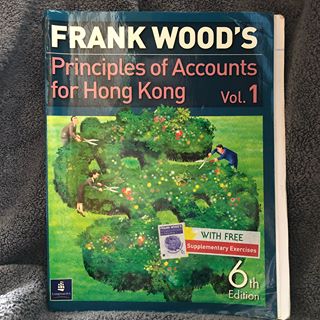 FRANK WOOD'S
Principles of Accounts
for Hong Kong Vol. 1
WITH FREE
Supplementary Exercises
6th
Edition